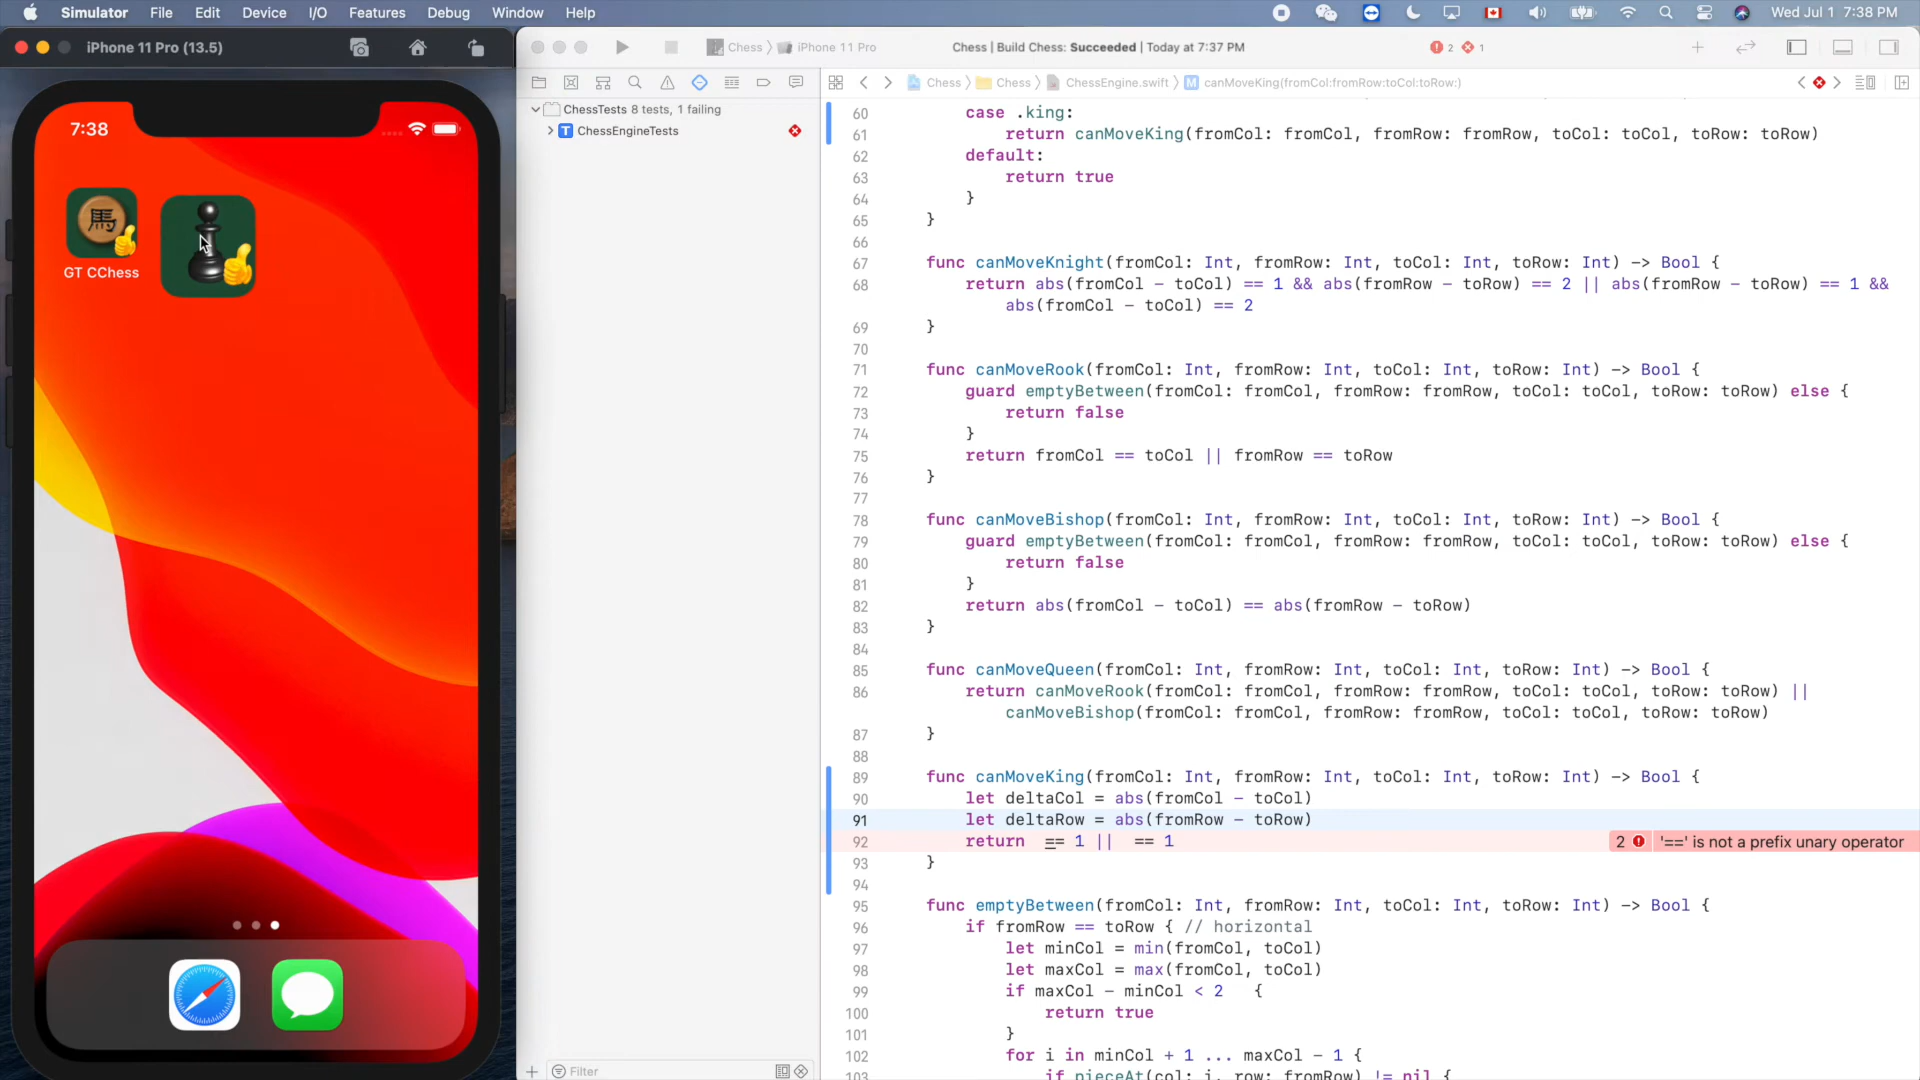 Simulator File Edit Device I/O Features Debug Window Help Wed Jul 1 7:38 PM
iPhone 11 Pro (13.5)
7:38
馬
GT CChess
Chess iPhone 11 Pro Chess | Build Chess: Succeeded | Today at 7:37 PM 2 1
Chess Chess ChessEngine.swift M canMoveKing(fromCol:fromRow:toCol:toRow:)
ChessTests 8 tests, 1 failing
T ChessEngineTests
Filter
60 case .king:
61 return canMoveKing(fromCol: fromCol, fromRow: fromRow, toCol: toCol, toRow: toRow)
62 default:
63 return true
64 }
65 }
66
67 func canMoveKnight(fromCol: Int, fromRow: Int, toCol: Int, toRow: Int) -> Bool {
68 return abs(fromCol - toCol) == 1 && abs(fromRow - toRow) == 2 || abs(fromRow - toRow) == 1 &&
abs(fromCol - toCol) == 2
69 }
70
71 func canMoveRook(fromCol: Int, fromRow: Int, toCol: Int, toRow: Int) -> Bool {
72 guard emptyBetween(fromCol: fromCol, fromRow: fromRow, toCol: toCol, toRow: toRow) else {
73 return false
74 }
75 return fromCol == toCol || fromRow == toRow
76 }
77
78 func canMoveBishop(fromCol: Int, fromRow: Int, toCol: Int, toRow: Int) -> Bool {
79 guard emptyBetween(fromCol: fromCol, fromRow: fromRow, toCol: toCol, toRow: toRow) else {
80 return false
81 }
82 return abs(fromCol - toCol) == abs(fromRow - toRow)
83 }
84
85 func canMoveQueen(fromCol: Int, fromRow: Int, toCol: Int, toRow: Int) -> Bool {
86 return canMoveRook(fromCol: fromCol, fromRow: fromRow, toCol: toCol, toRow: toRow) ||
canMoveBishop(fromCol: fromCol, fromRow: fromRow, toCol: toCol, toRow: toRow)
87 }
88
89 func canMoveKing(fromCol: Int, fromRow: Int, toCol: Int, toRow: Int) -> Bool {
90 let deltaCol = abs(fromCol - toCol)
91 let deltaRow = abs(fromRow - toRow)
92 return == 1 || == 1 2 '==' is not a prefix unary operator
93 }
94
95 func emptyBetween(fromCol: Int, fromRow: Int, toCol: Int, toRow: Int) -> Bool {
96 if fromRow == toRow { // horizontal
97 let minCol = min(fromCol, toCol)
98 let maxCol = max(fromCol, toCol)
99 if maxCol - minCol < 2 {
100 return true
101 }
102 for i in minCol + 1 ... maxCol - 1 {
103 if pieceAt(col: i, row: fromRow) != nil {